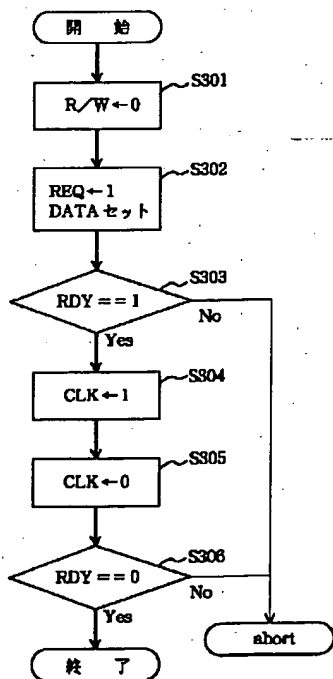 開 始
S301
R/W←0
S302
REQ←1
DATAセット
S303
RDY==1
No
Yes
S304
CLK←1
S305
CLK←0
S306
RDY==0
No
Yes
abort
終 了